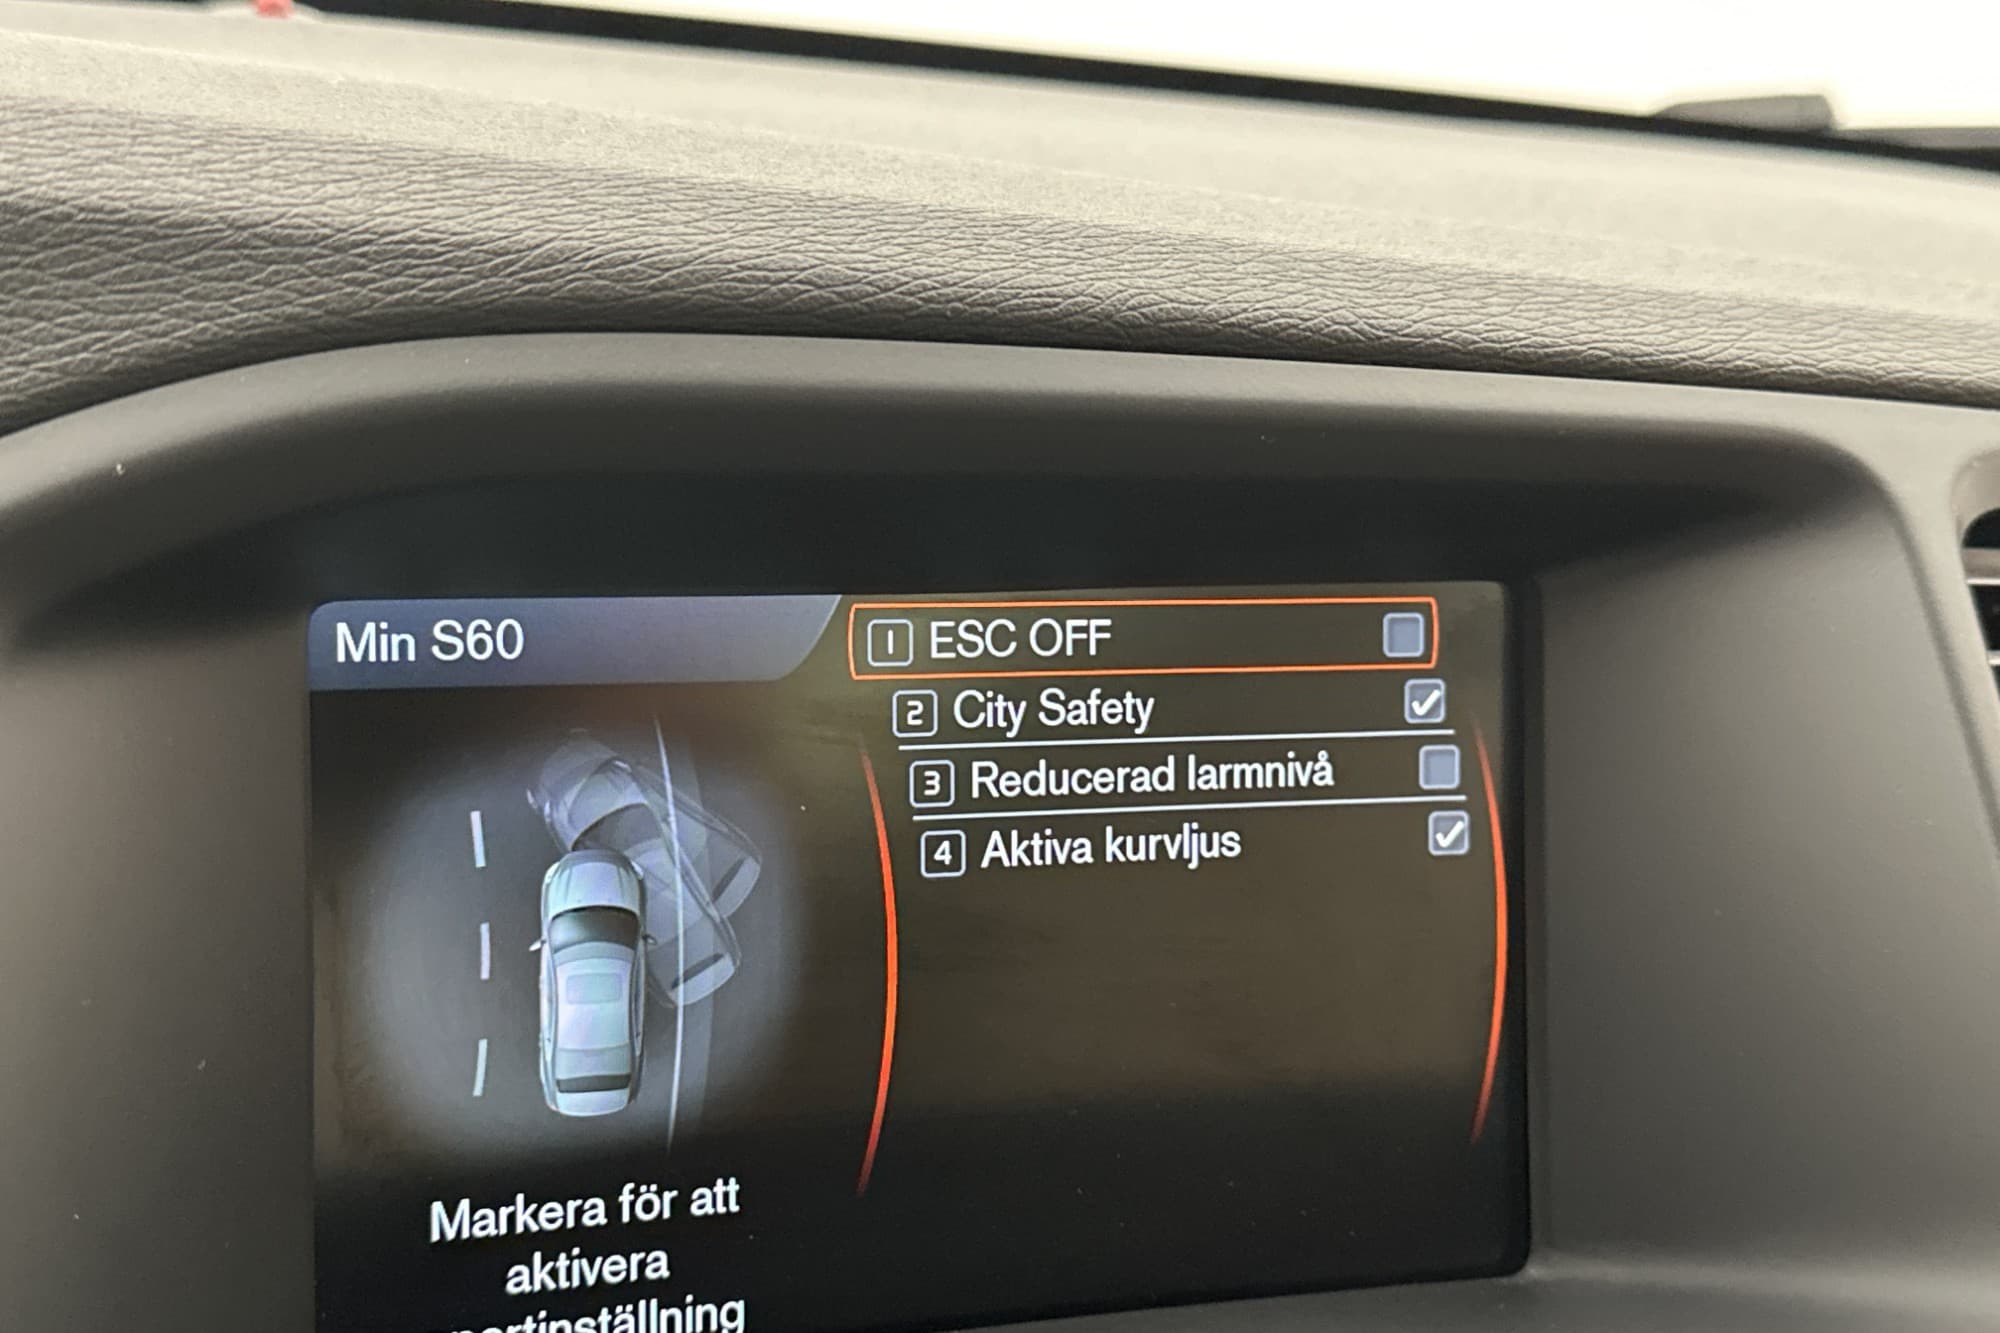 Min S60
1 ESC OFF
2 City Safety
3 Reducerad larmnivå
4 Aktiva kurvljus
Markera för att
aktivera